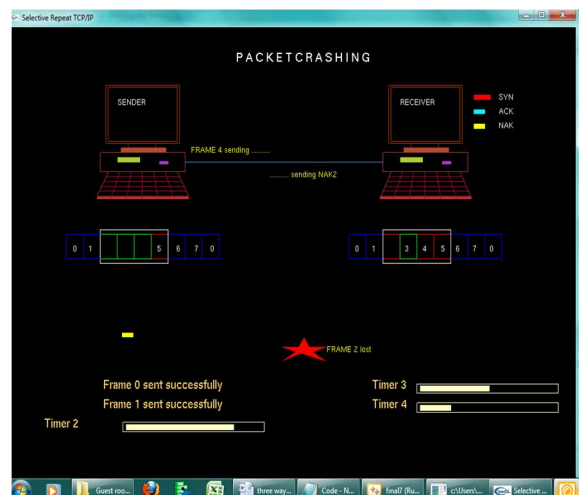 Selective Repeat TCP/IP
PACKETCRASHING
SENDER
RECEIVER
SYN
ACK
NAK
FRAME 4 sending ..........
.......... sending NAK2
0 1 5 6 7 0
0 1 3 4 5 6 7 0
FRAME 2 lost
Frame 0 sent successfully
Frame 1 sent successfully
Timer 2
Timer 3
Timer 4
Guest roo...
three way...
Code - N...
final7 (Ru...
c:\Users\...
Selective ...